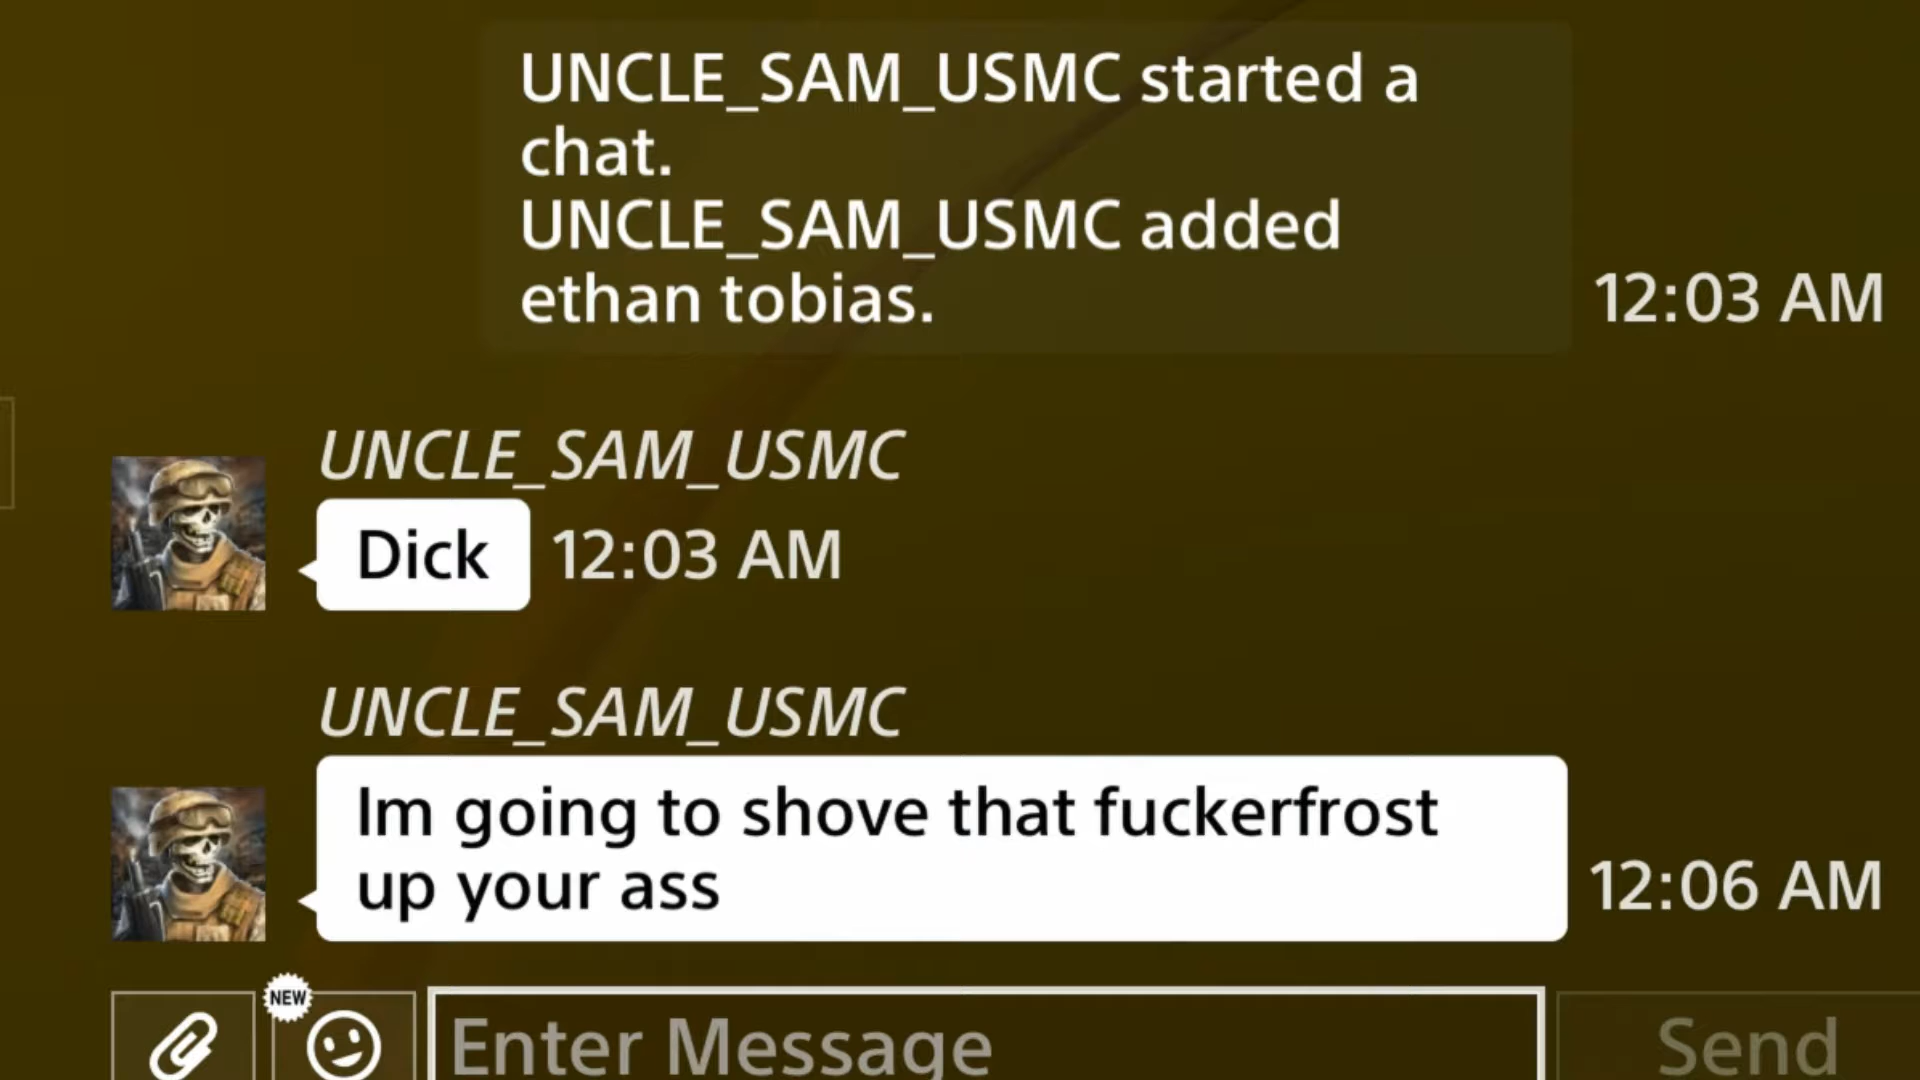 UNCLE_SAM_USMC started a
chat.
UNCLE_SAM_USMC added
ethan tobias.
12:03 AM
UNCLE_SAM_USMC
Dick
12:03 AM
UNCLE_SAM_USMC
Im going to shove that fuckerfrost
up your ass
12:06 AM
NEW
Enter Message
Send